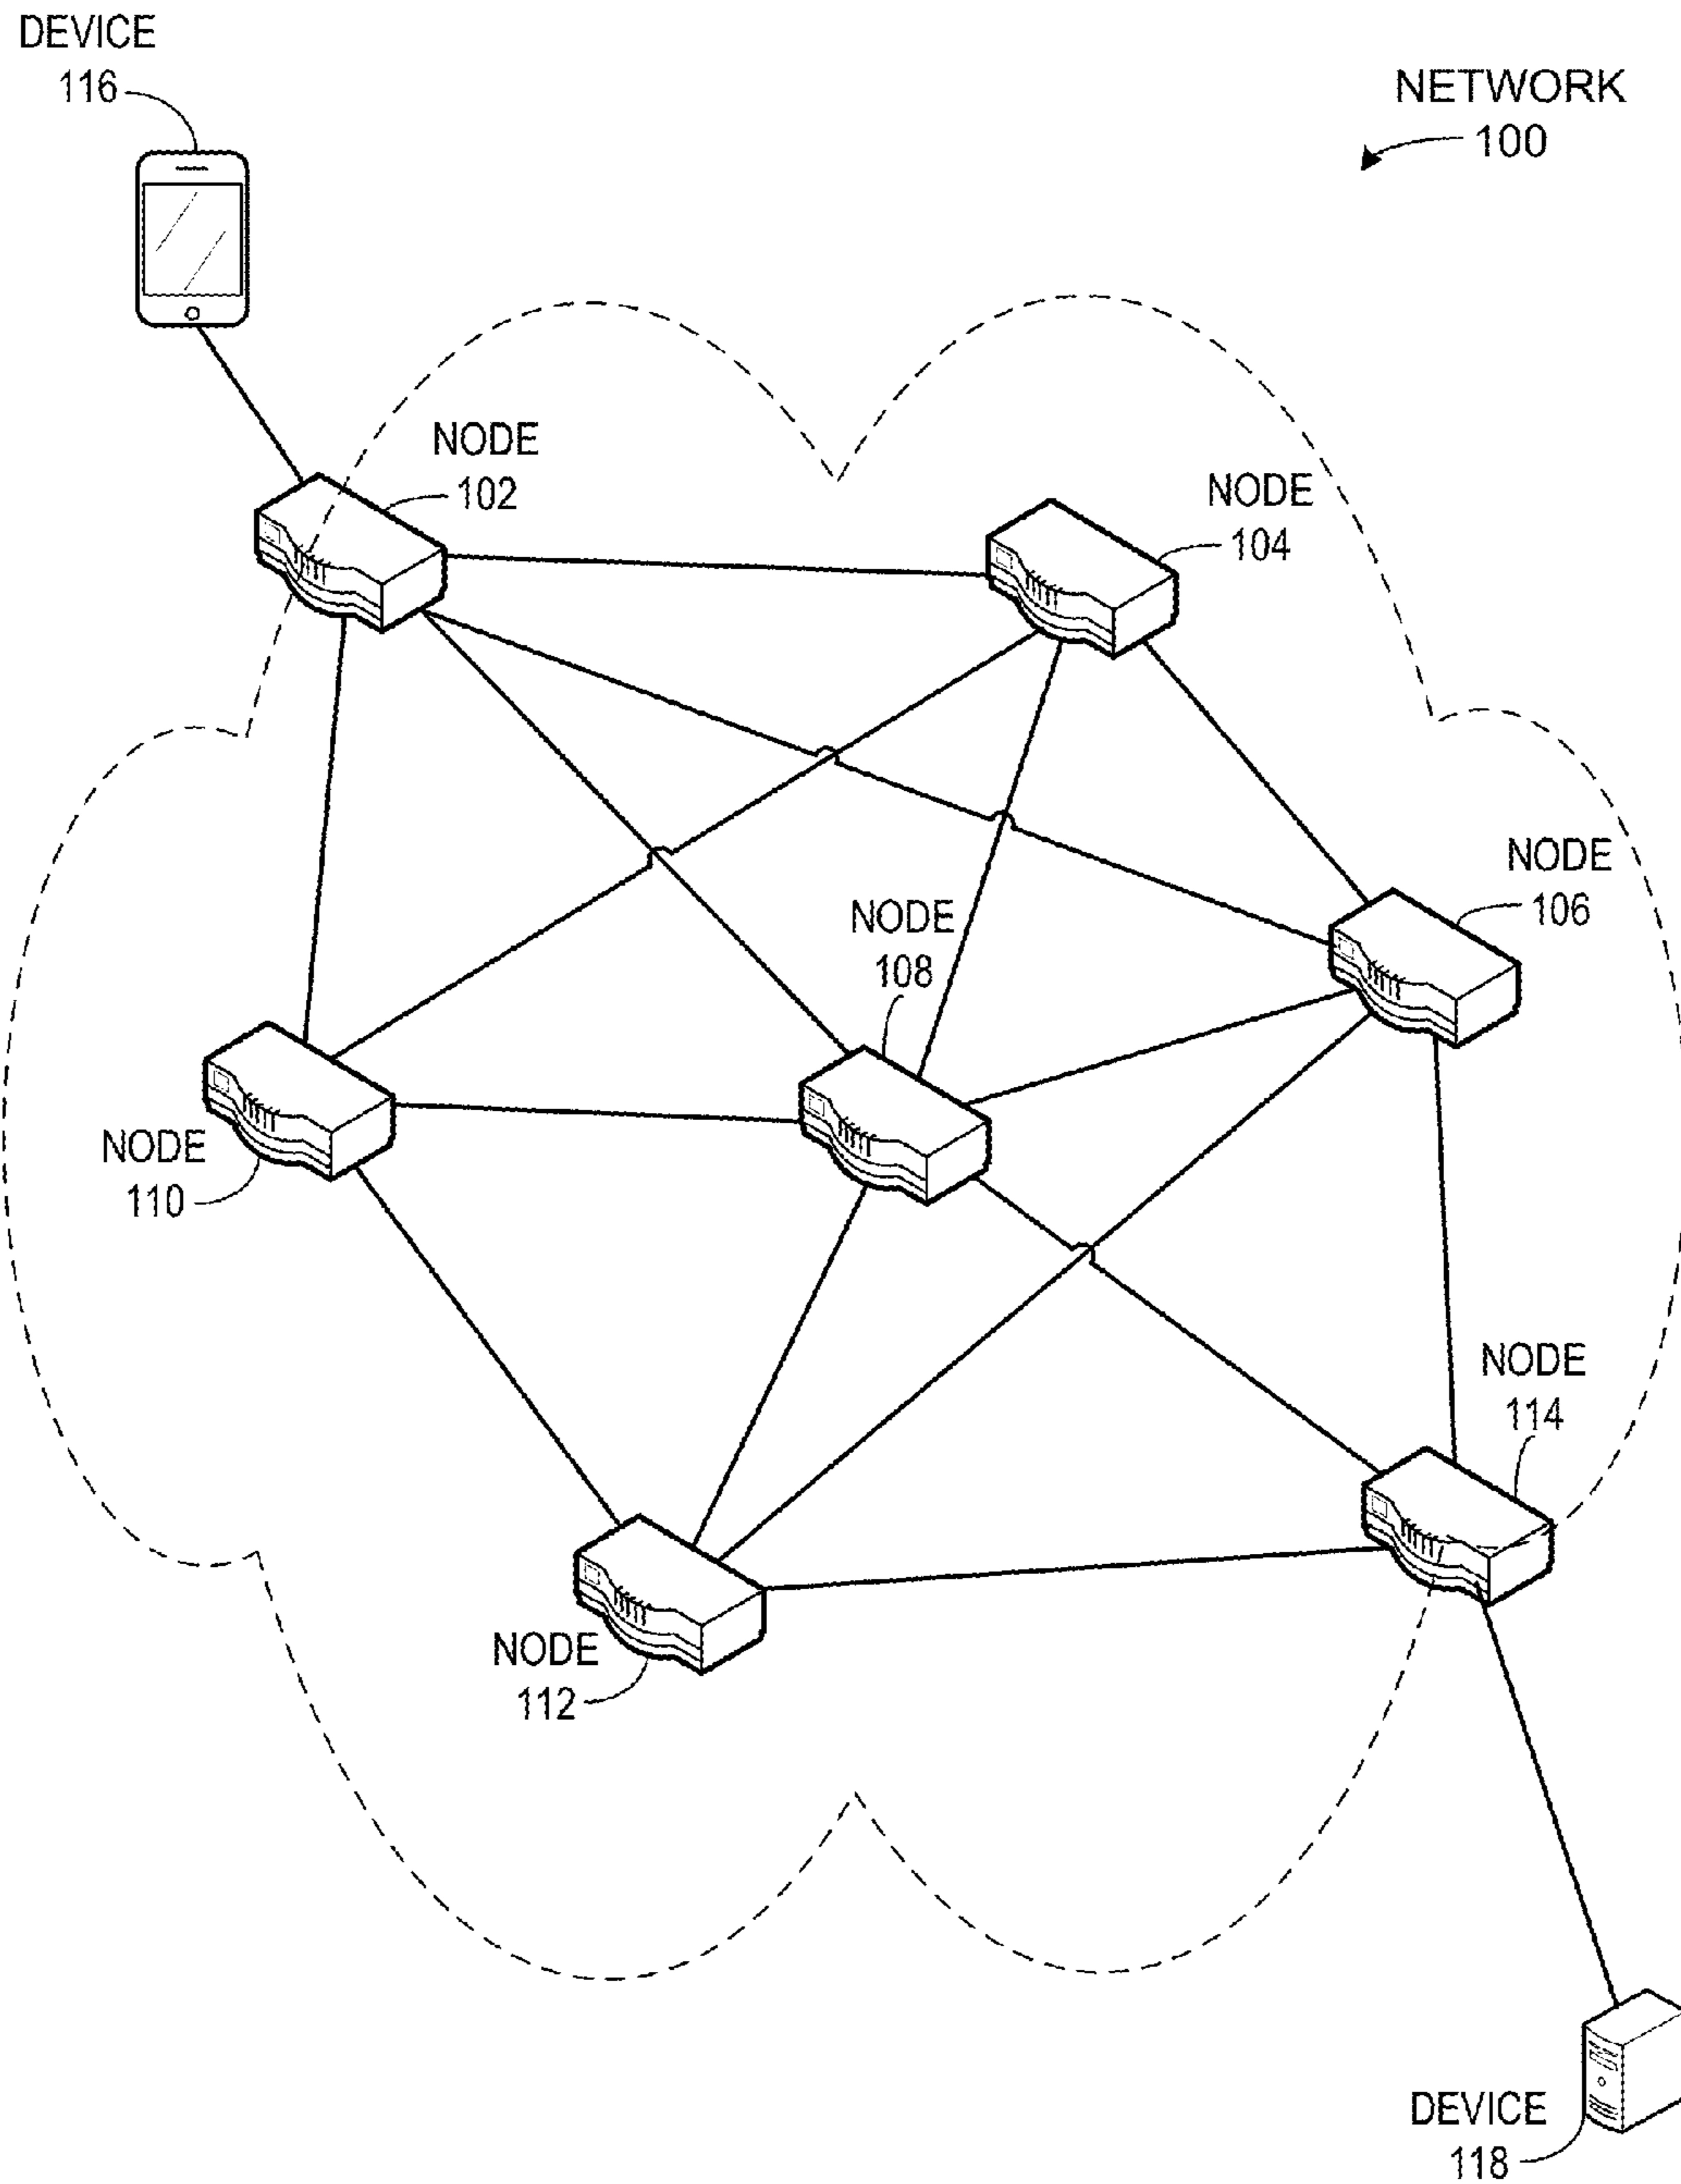 DEVICE
116
NETWORK
100
NODE
102
NODE
104
NODE
106
NODE
108
NODE
110
NODE
114
NODE
112
DEVICE
118